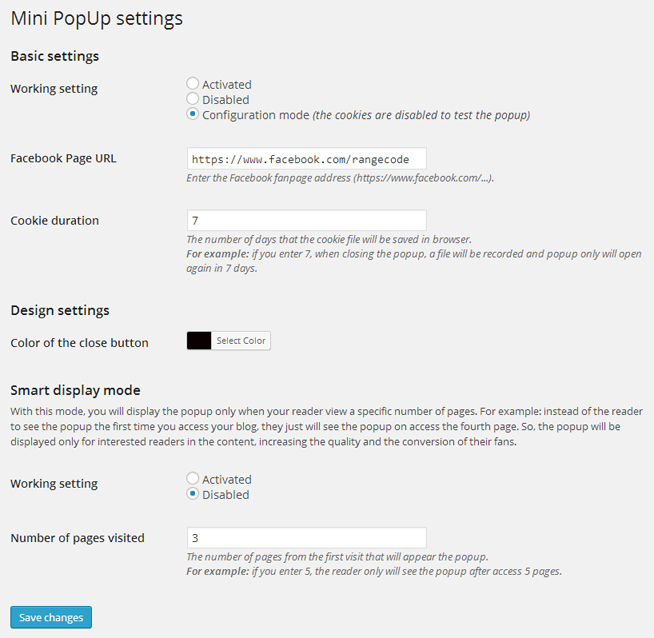 Mini PopUp settings
Basic settings
Working setting
Activated
Disabled
Configuration mode (the cookies are disabled to test the popup)
Facebook Page URL
https://www.facebook.com/rangecode
Enter the Facebook fanpage address (https://www.facebook.com/...).
Cookie duration
7
The number of days that the cookie file will be saved in browser.
For example: if you enter 7, when closing the popup, a file will be recorded and popup only will open
again in 7 days.
Design settings
Color of the close button
Select Color
Smart display mode
With this mode, you will display the popup only when your reader view a specific number of pages. For example: instead of the reader
to see the popup the first time you access your blog, they just will see the popup on access the fourth page. So, the popup will be
displayed only for interested readers in the content, increasing the quality and the conversion of their fans.
Working setting
Activated
Disabled
Number of pages visited
3
The number of pages from the first visit that will appear the popup.
For example: if you enter 5, the reader only will see the popup after access 5 pages.
Save changes